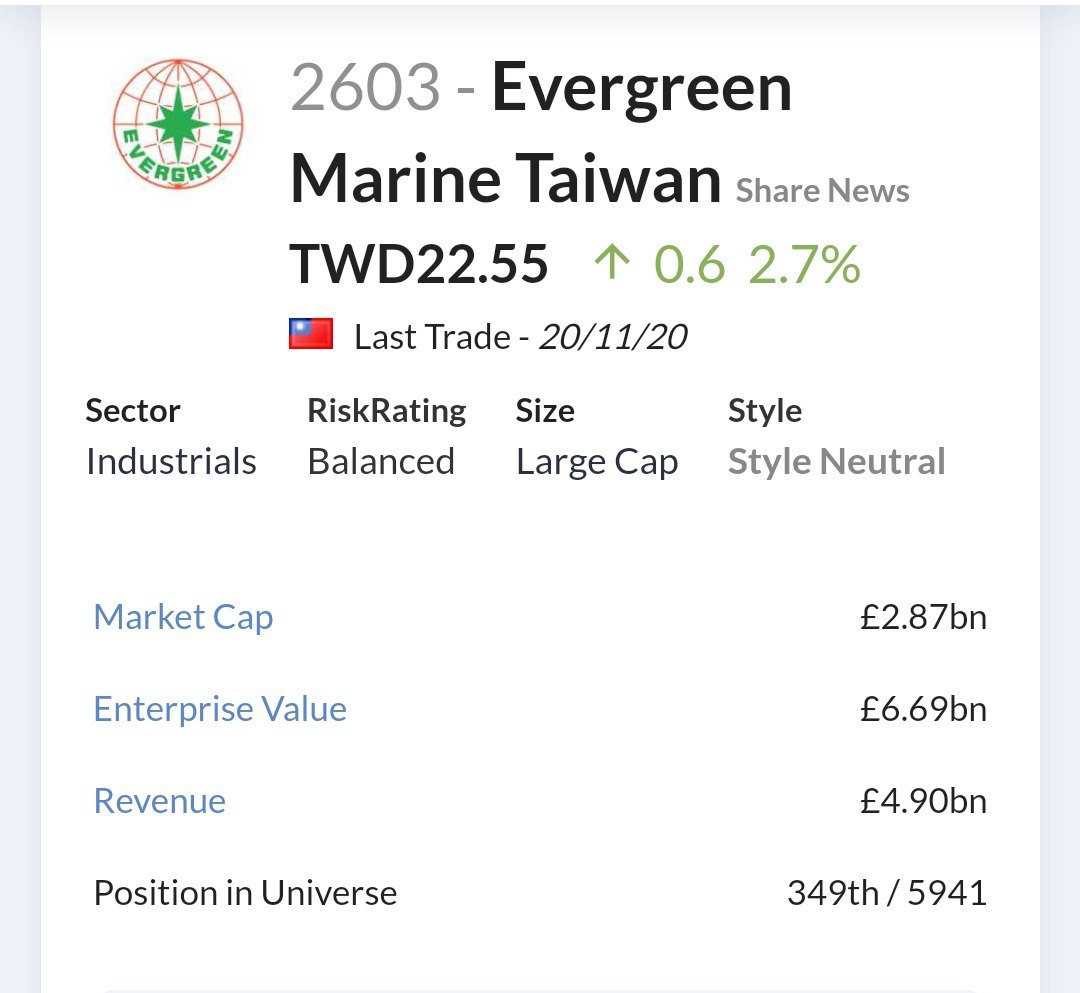 EVERGREEN
2603 - Evergreen
Marine Taiwan Share News
TWD22.55 ↑ 0.6 2.7%
Last Trade - 20/11/20
Sector RiskRating Size Style
Industrials Balanced Large Cap Style Neutral
Market Cap £2.87bn
Enterprise Value £6.69bn
Revenue £4.90bn
Position in Universe 349th / 5941